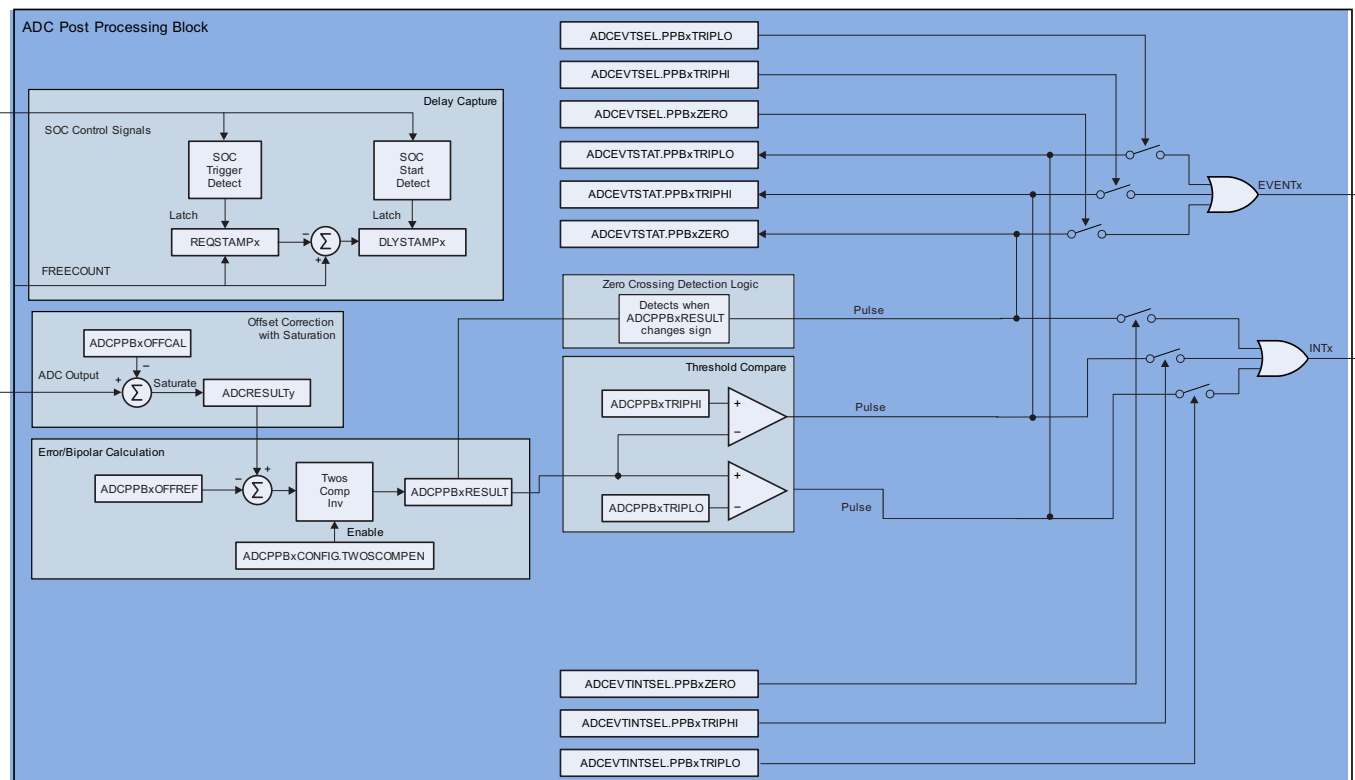 ADC Post Processing Block
Delay Capture
SOC Control Signals
SOC
Trigger
Detect
SOC
Start
Detect
Latch
Latch
REQSTAMPx
−
Σ
+
DLYSTAMPx
FREECOUNT
Offset Correction
with Saturation
ADCPPBxOFFCAL
−
ADC Output
+
Σ
Saturate
ADCRESULTy
Error/Bipolar Calculation
ADCPPBxOFFREF
−
+
Σ
Twos
Comp
Inv
ADCPPBxRESULT
Enable
ADCPPBxCONFIG.TWOSCOMPEN
ADCEVTSEL.PPBxTRIPLO
ADCEVTSEL.PPBxTRIPHI
ADCEVTSEL.PPBxZERO
ADCEVTSTAT.PPBxTRIPLO
ADCEVTSTAT.PPBxTRIPHI
ADCEVTSTAT.PPBxZERO
EVENTx
Zero Crossing Detection Logic
Detects when
ADCPPBxRESULT
changes sign
Pulse
Threshold Compare
ADCPPBxTRIPHI
+
−
Pulse
ADCPPBxTRIPLO
+
−
Pulse
INTx
ADCEVTINTSEL.PPBxZERO
ADCEVTINTSEL.PPBxTRIPHI
ADCEVTINTSEL.PPBxTRIPLO